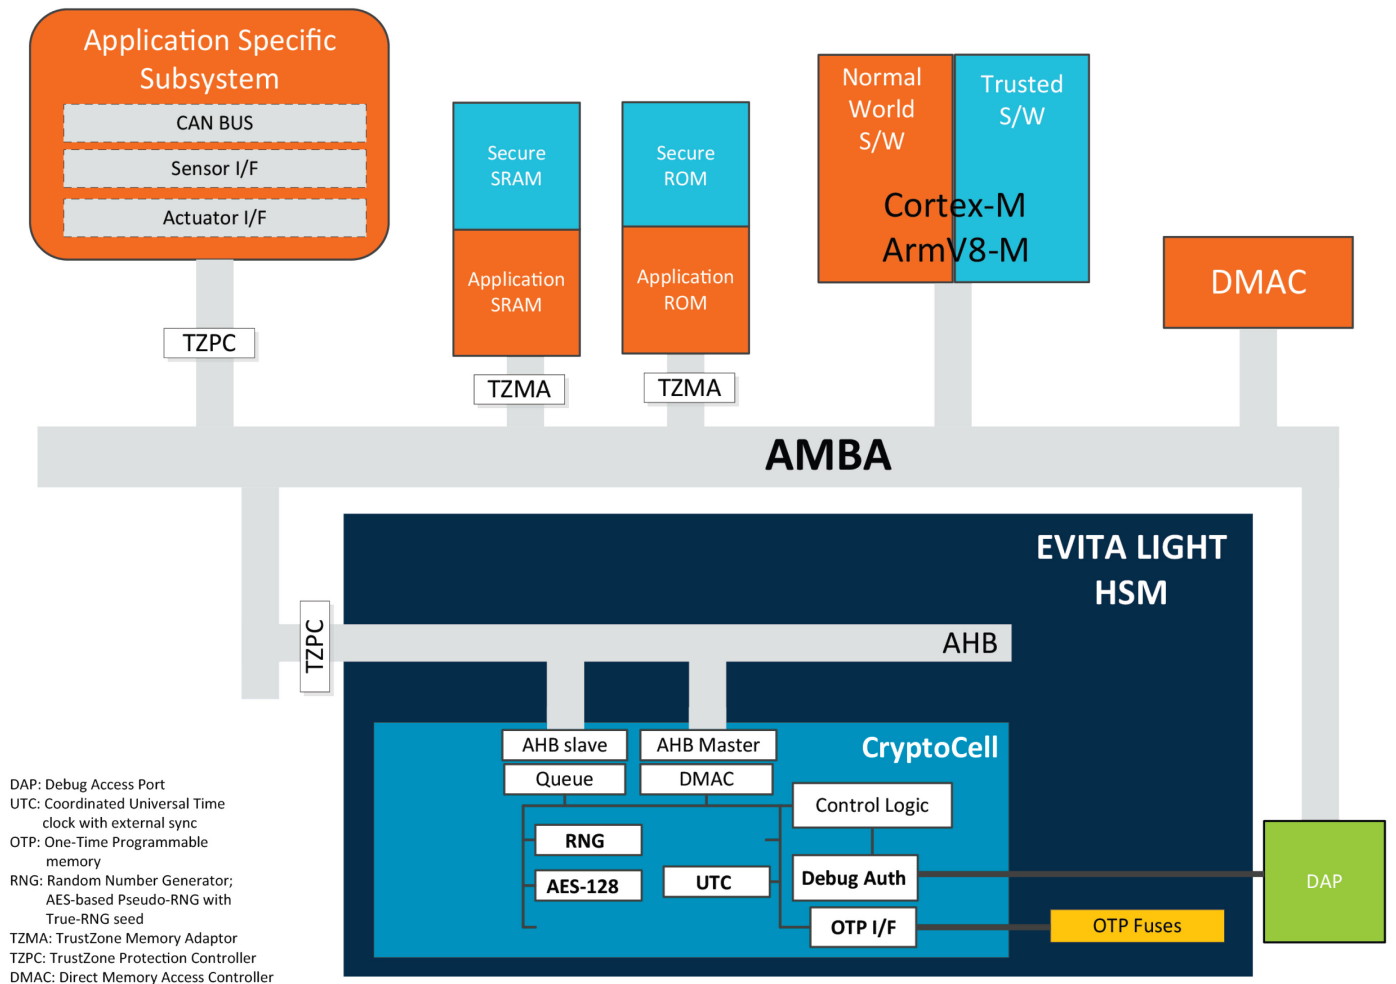 Application Specific
Subsystem
CAN BUS
Sensor I/F
Actuator I/F
TZPC
Secure
SRAM
Application
SRAM
TZMA
Secure
ROM
Application
ROM
TZMA
Normal
World
S/W
Trusted
S/W
Cortex-M
ArmV8-M
DMAC
AMBA
EVITA LIGHT
HSM
TZPC
AHB
CryptoCell
AHB slave
Queue
AHB Master
DMAC
Control Logic
RNG
AES-128
UTC
Debug Auth
OTP I/F
OTP Fuses
DAP
DAP: Debug Access Port
UTC: Coordinated Universal Time
clock with external sync
OTP: One-Time Programmable
memory
RNG: Random Number Generator;
AES-based Pseudo-RNG with
True-RNG seed
TZMA: TrustZone Memory Adaptor
TZPC: TrustZone Protection Controller
DMAC: Direct Memory Access Controller